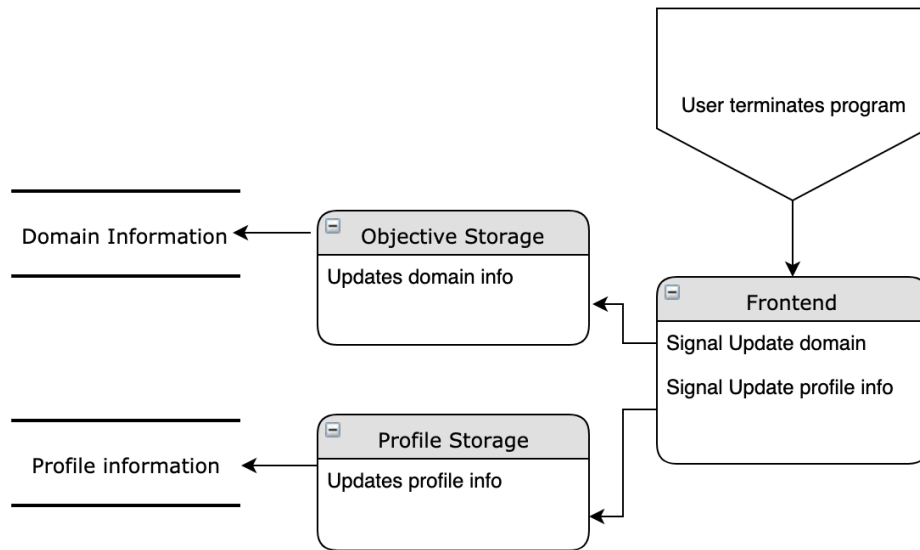 User terminates program
Domain Information
Objective Storage
Updates domain info
Frontend
Signal Update domain
Signal Update profile info
Profile information
Profile Storage
Updates profile info